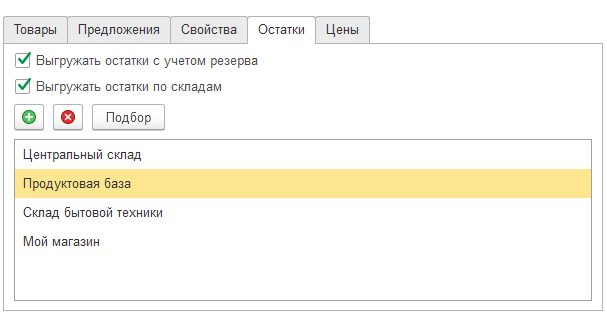 Товары Предложения Свойства Остатки Цены
Выгружать остатки с учетом резерва
Выгружать остатки по складам
Подбор
Центральный склад
Продуктовая база
Склад бытовой техники
Мой магазин